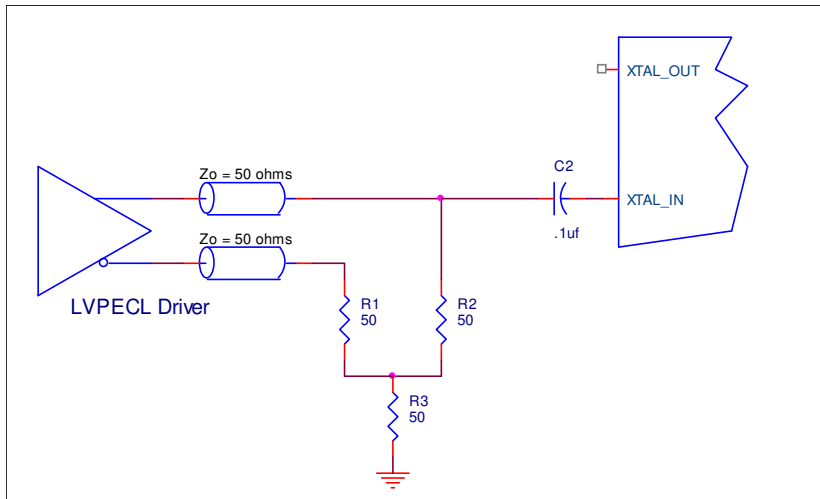 XTAL_OUT
Zo = 50 ohms
C2
XTAL_IN
.1uf
Zo = 50 ohms
LVPECL Driver
R1
50
R2
50
R3
50